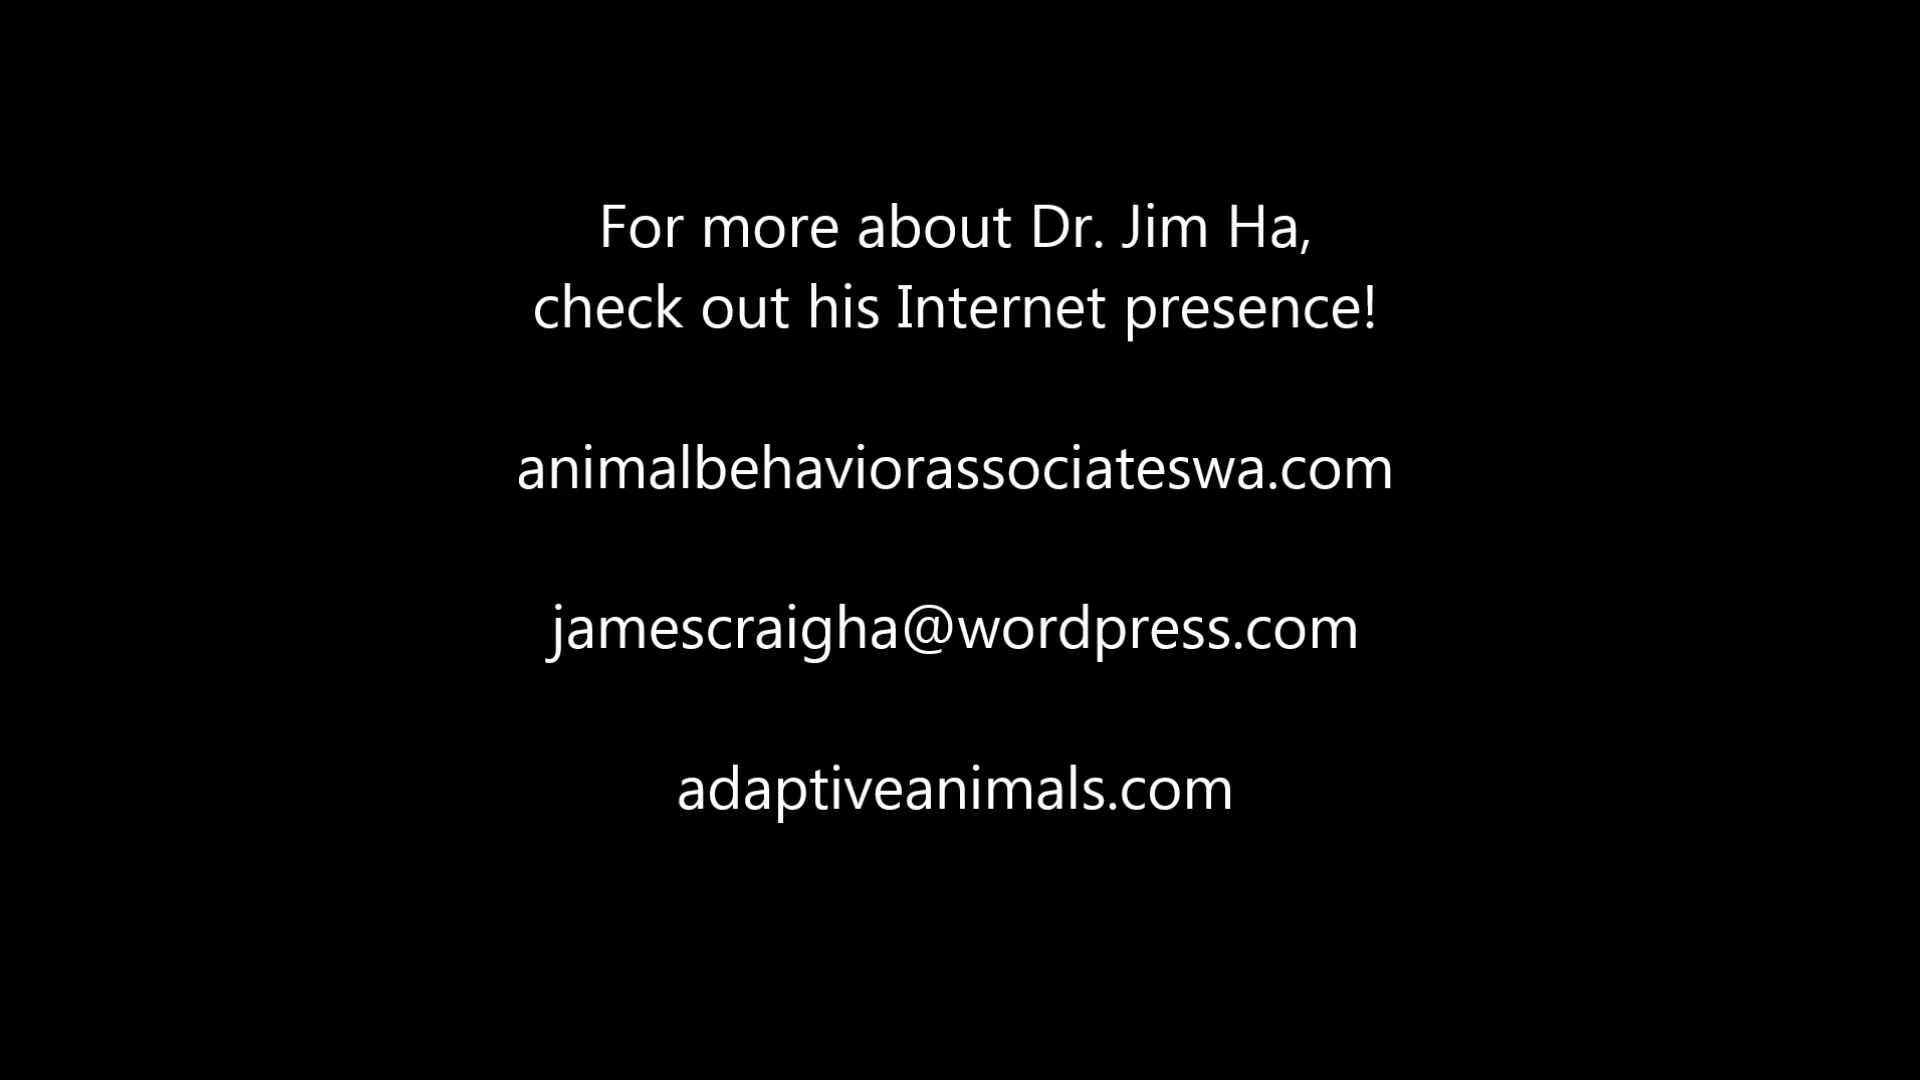 For more about Dr. Jim Ha,
check out his Internet presence!
animalbehaviorassociateswa.com
jamescraigha@wordpress.com
adaptiveanimals.com